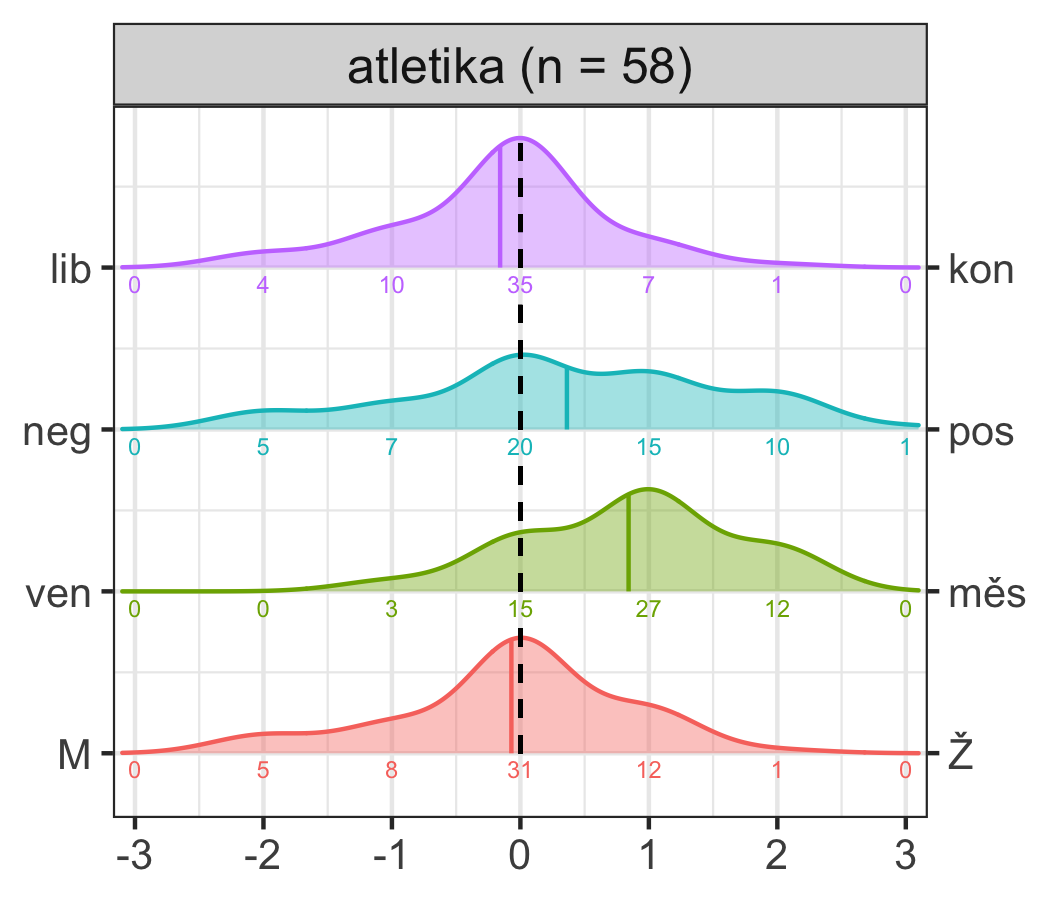 atletika (n = 58)
lib kon
0 4 10 35 7 1 0
neg pos
0 5 7 20 15 10 1
ven měs
0 0 3 15 27 12 0
M Ž
0 5 8 31 12 1 0
-3 -2 -1 0 1 2 3